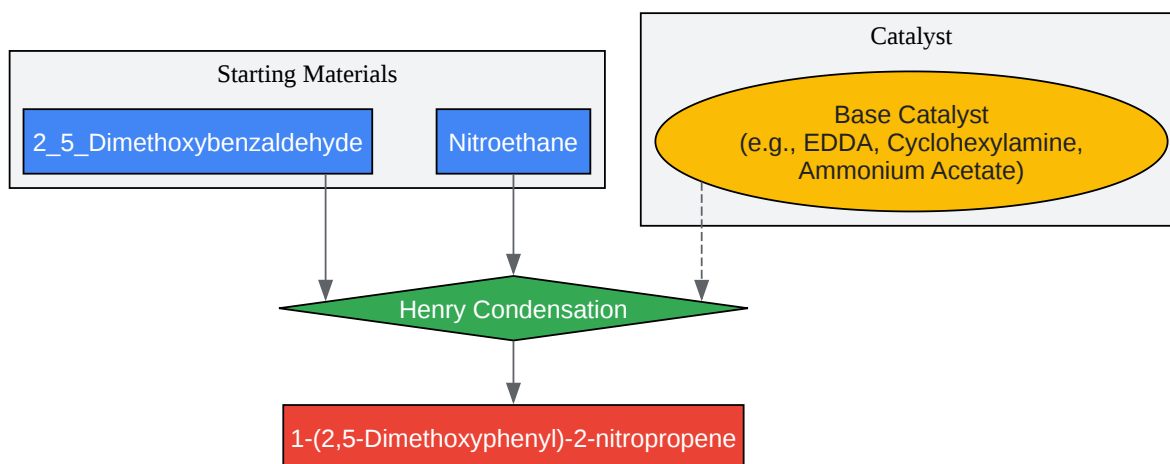 Starting Materials
Catalyst
2_5_Dimethoxybenzaldehyde
Nitroethane
Base Catalyst
(e.g., EDDA, Cyclohexylamine,
Ammonium Acetate)
Henry Condensation
1-(2,5-Dimethoxyphenyl)-2-nitropropene